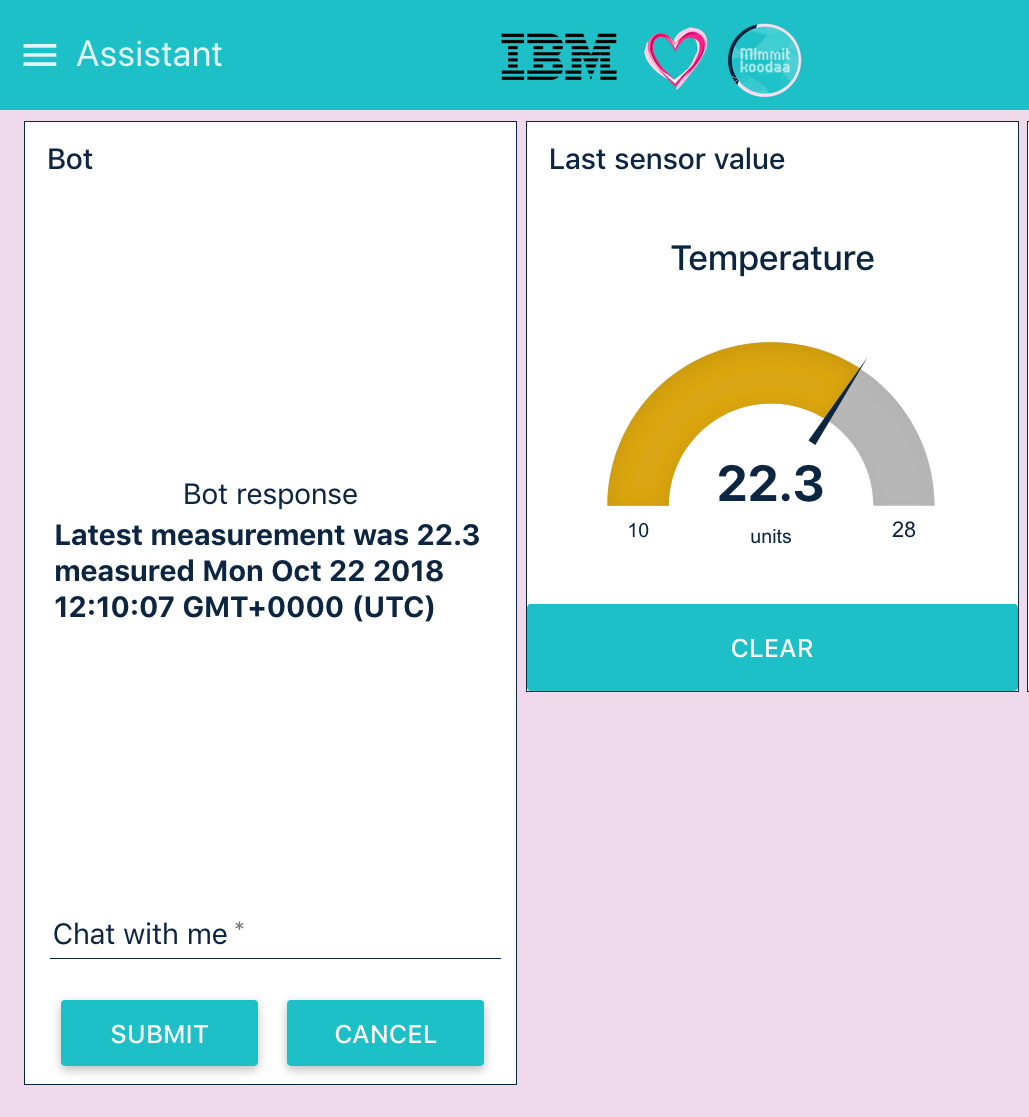 Assistant
IBM
Mimmit
koodaa
Bot
Bot response
Latest measurement was 22.3
measured Mon Oct 22 2018
12:10:07 GMT+0000 (UTC)
Chat with me *
SUBMIT
CANCEL
Last sensor value
Temperature
22.3
10
units
28
CLEAR